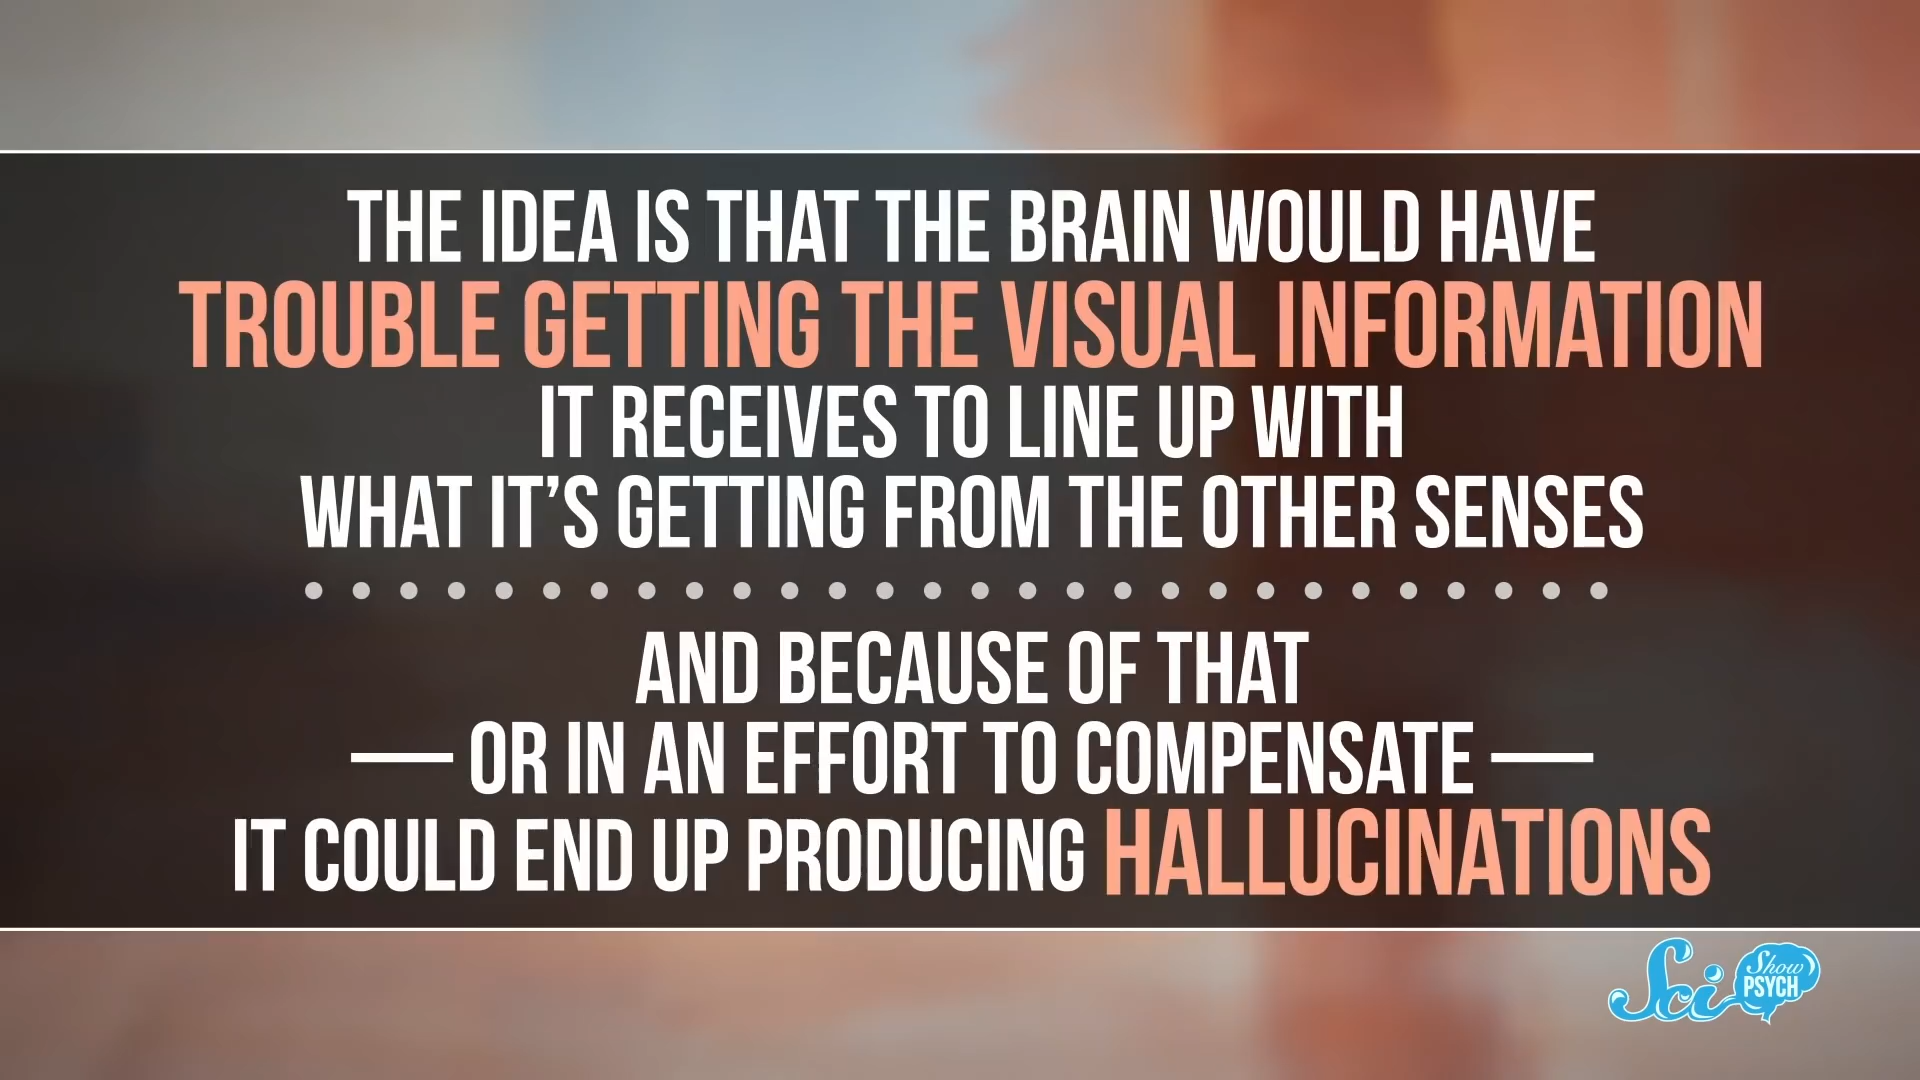 THE IDEA IS THAT THE BRAIN WOULD HAVE
TROUBLE GETTING THE VISUAL INFORMATION
IT RECEIVES TO LINE UP WITH
WHAT IT’S GETTING FROM THE OTHER SENSES
AND BECAUSE OF THAT
— OR IN AN EFFORT TO COMPENSATE —
IT COULD END UP PRODUCING HALLUCINATIONS
Sci Show
PSYCH